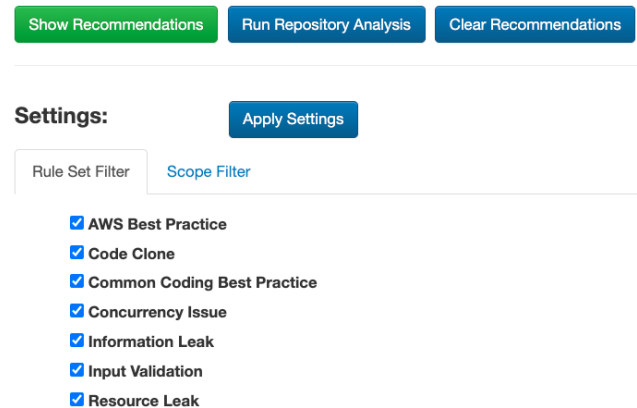 Show Recommendations Run Repository Analysis Clear Recommendations
Settings: Apply Settings
Rule Set Filter Scope Filter
AWS Best Practice
Code Clone
Common Coding Best Practice
Concurrency Issue
Information Leak
Input Validation
Resource Leak